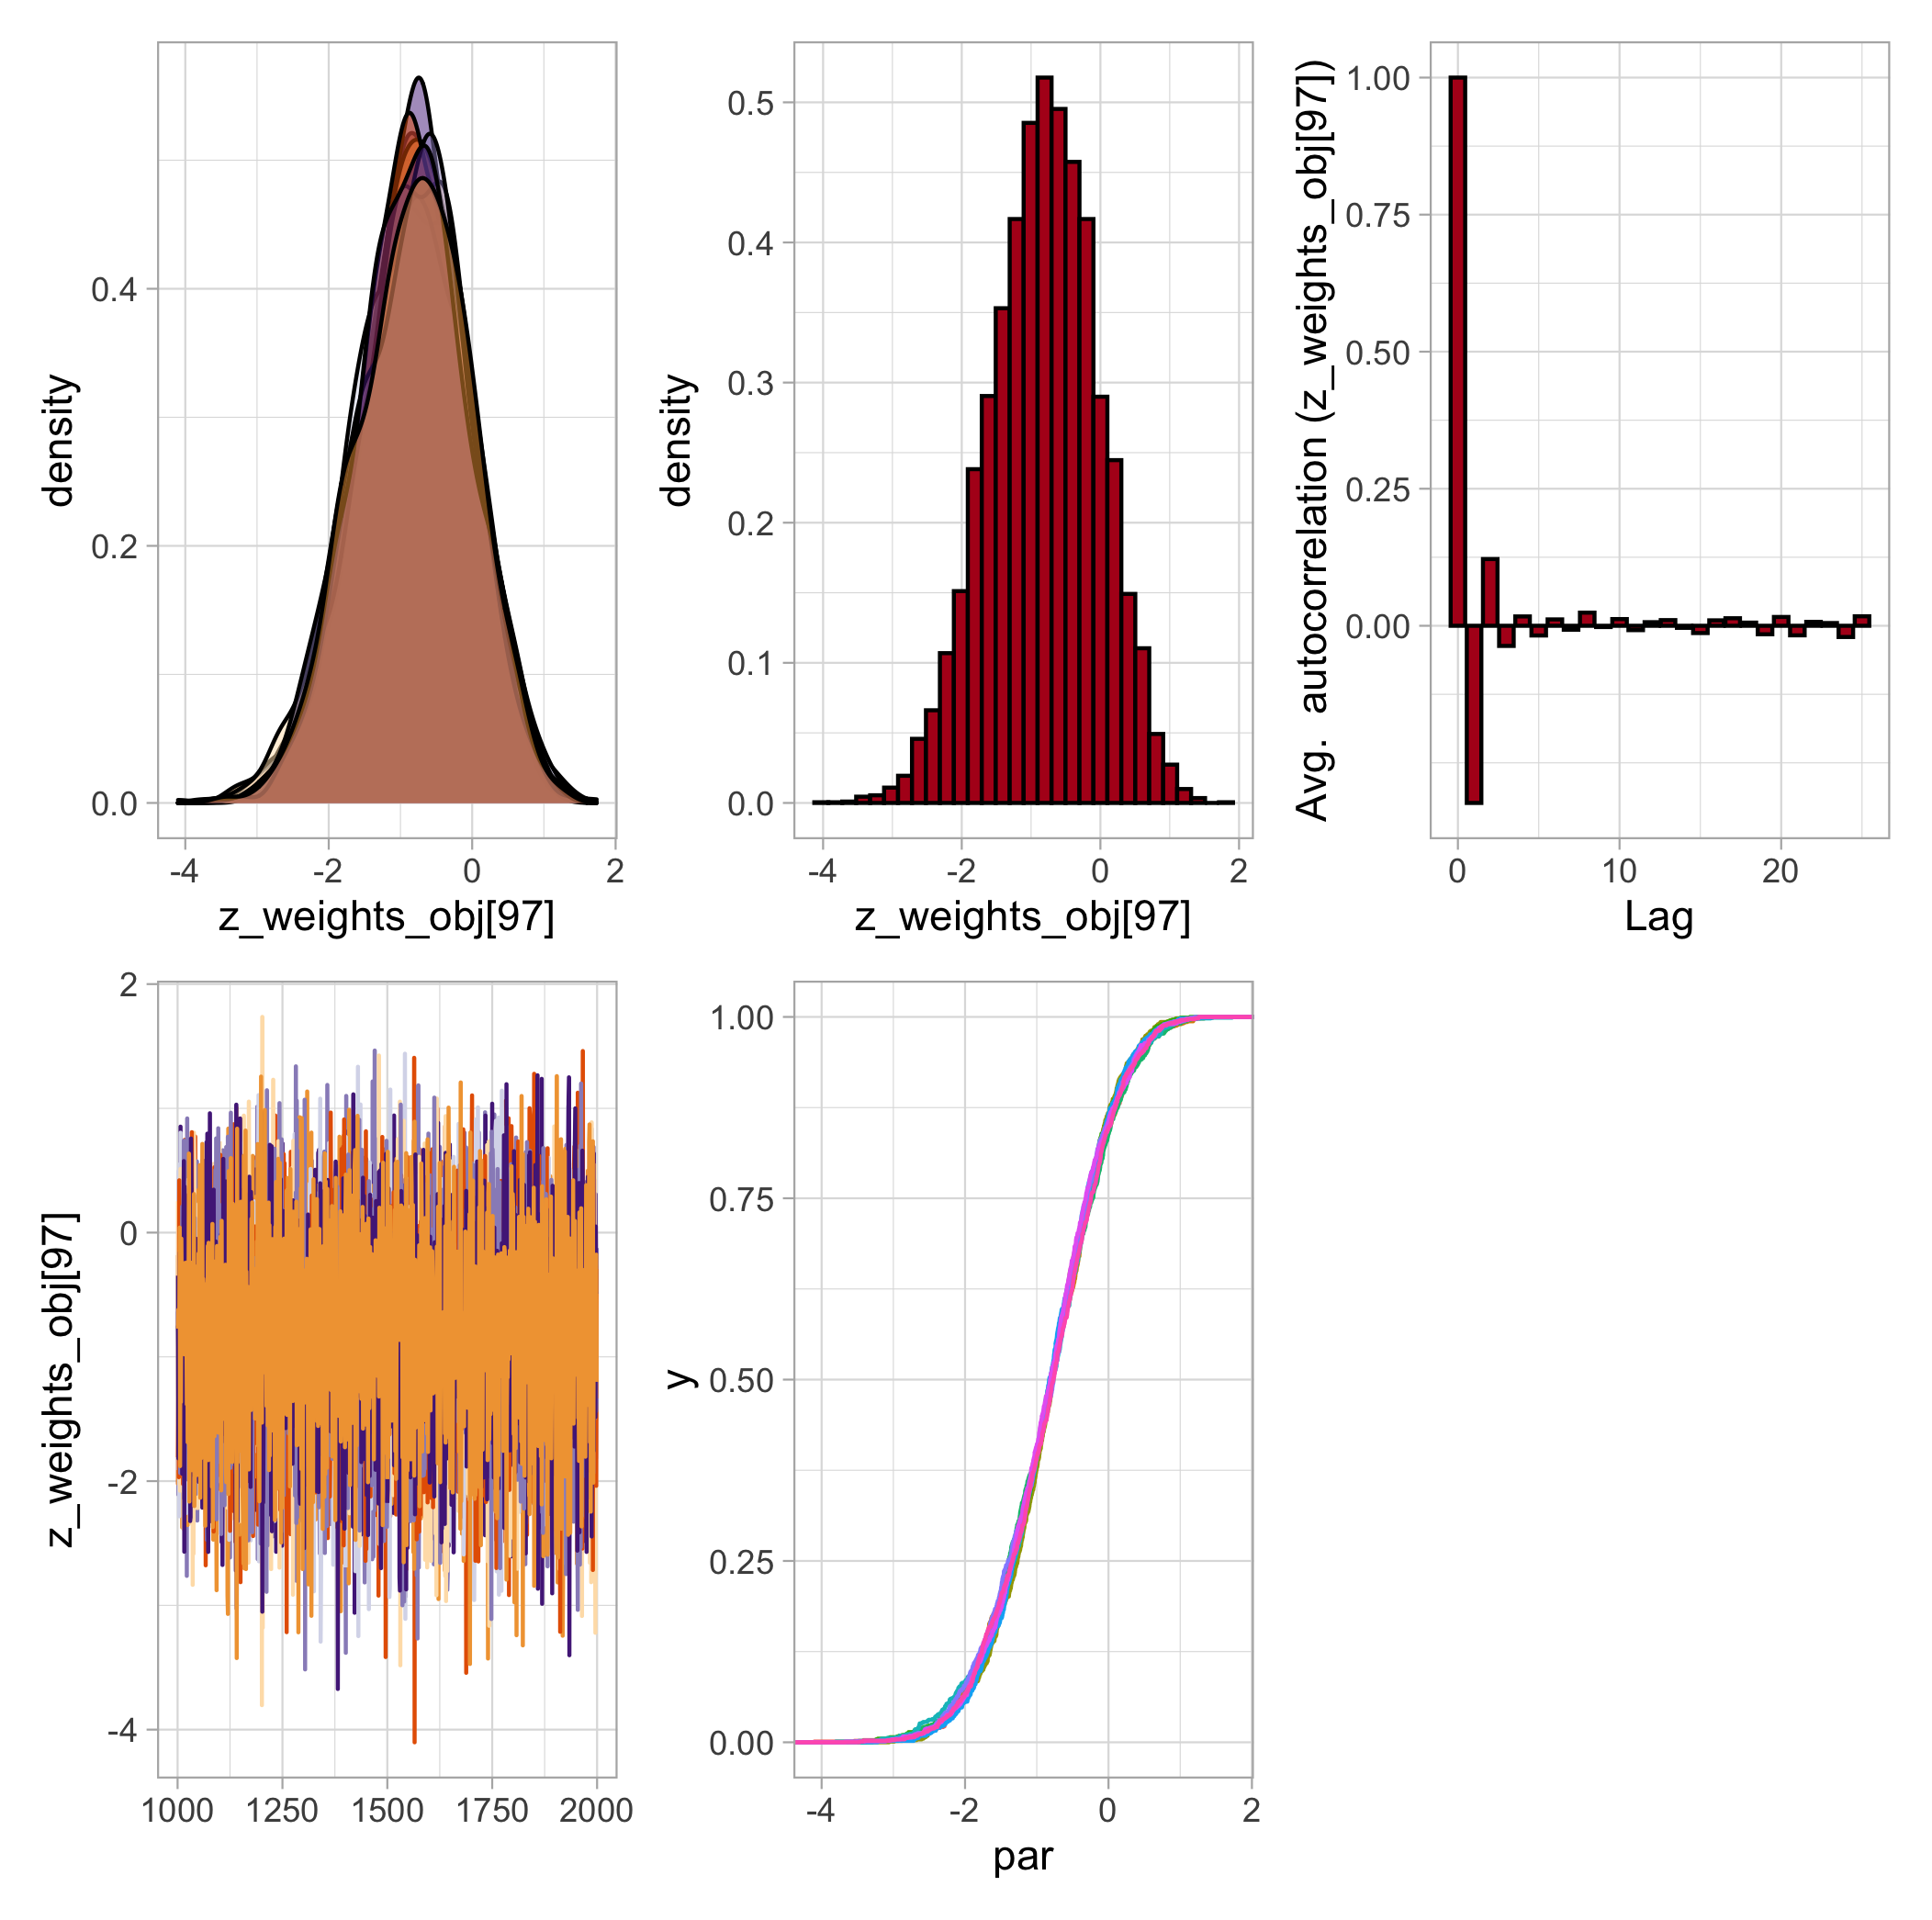 density
0.4
0.2
0.0
-4 -2 0 2
z_weights_obj[97]
density
0.5
0.4
0.3
0.2
0.1
0.0
-4 -2 0 2
z_weights_obj[97]
Avg. autocorrelation (z_weights_obj[97])
1.00
0.75
0.50
0.25
0.00
0 10 20
Lag
z_weights_obj[97]
2
0
-2
-4
1000 1250 1500 1750 2000
y
1.00
0.75
0.50
0.25
0.00
-4 -2 0 2
par